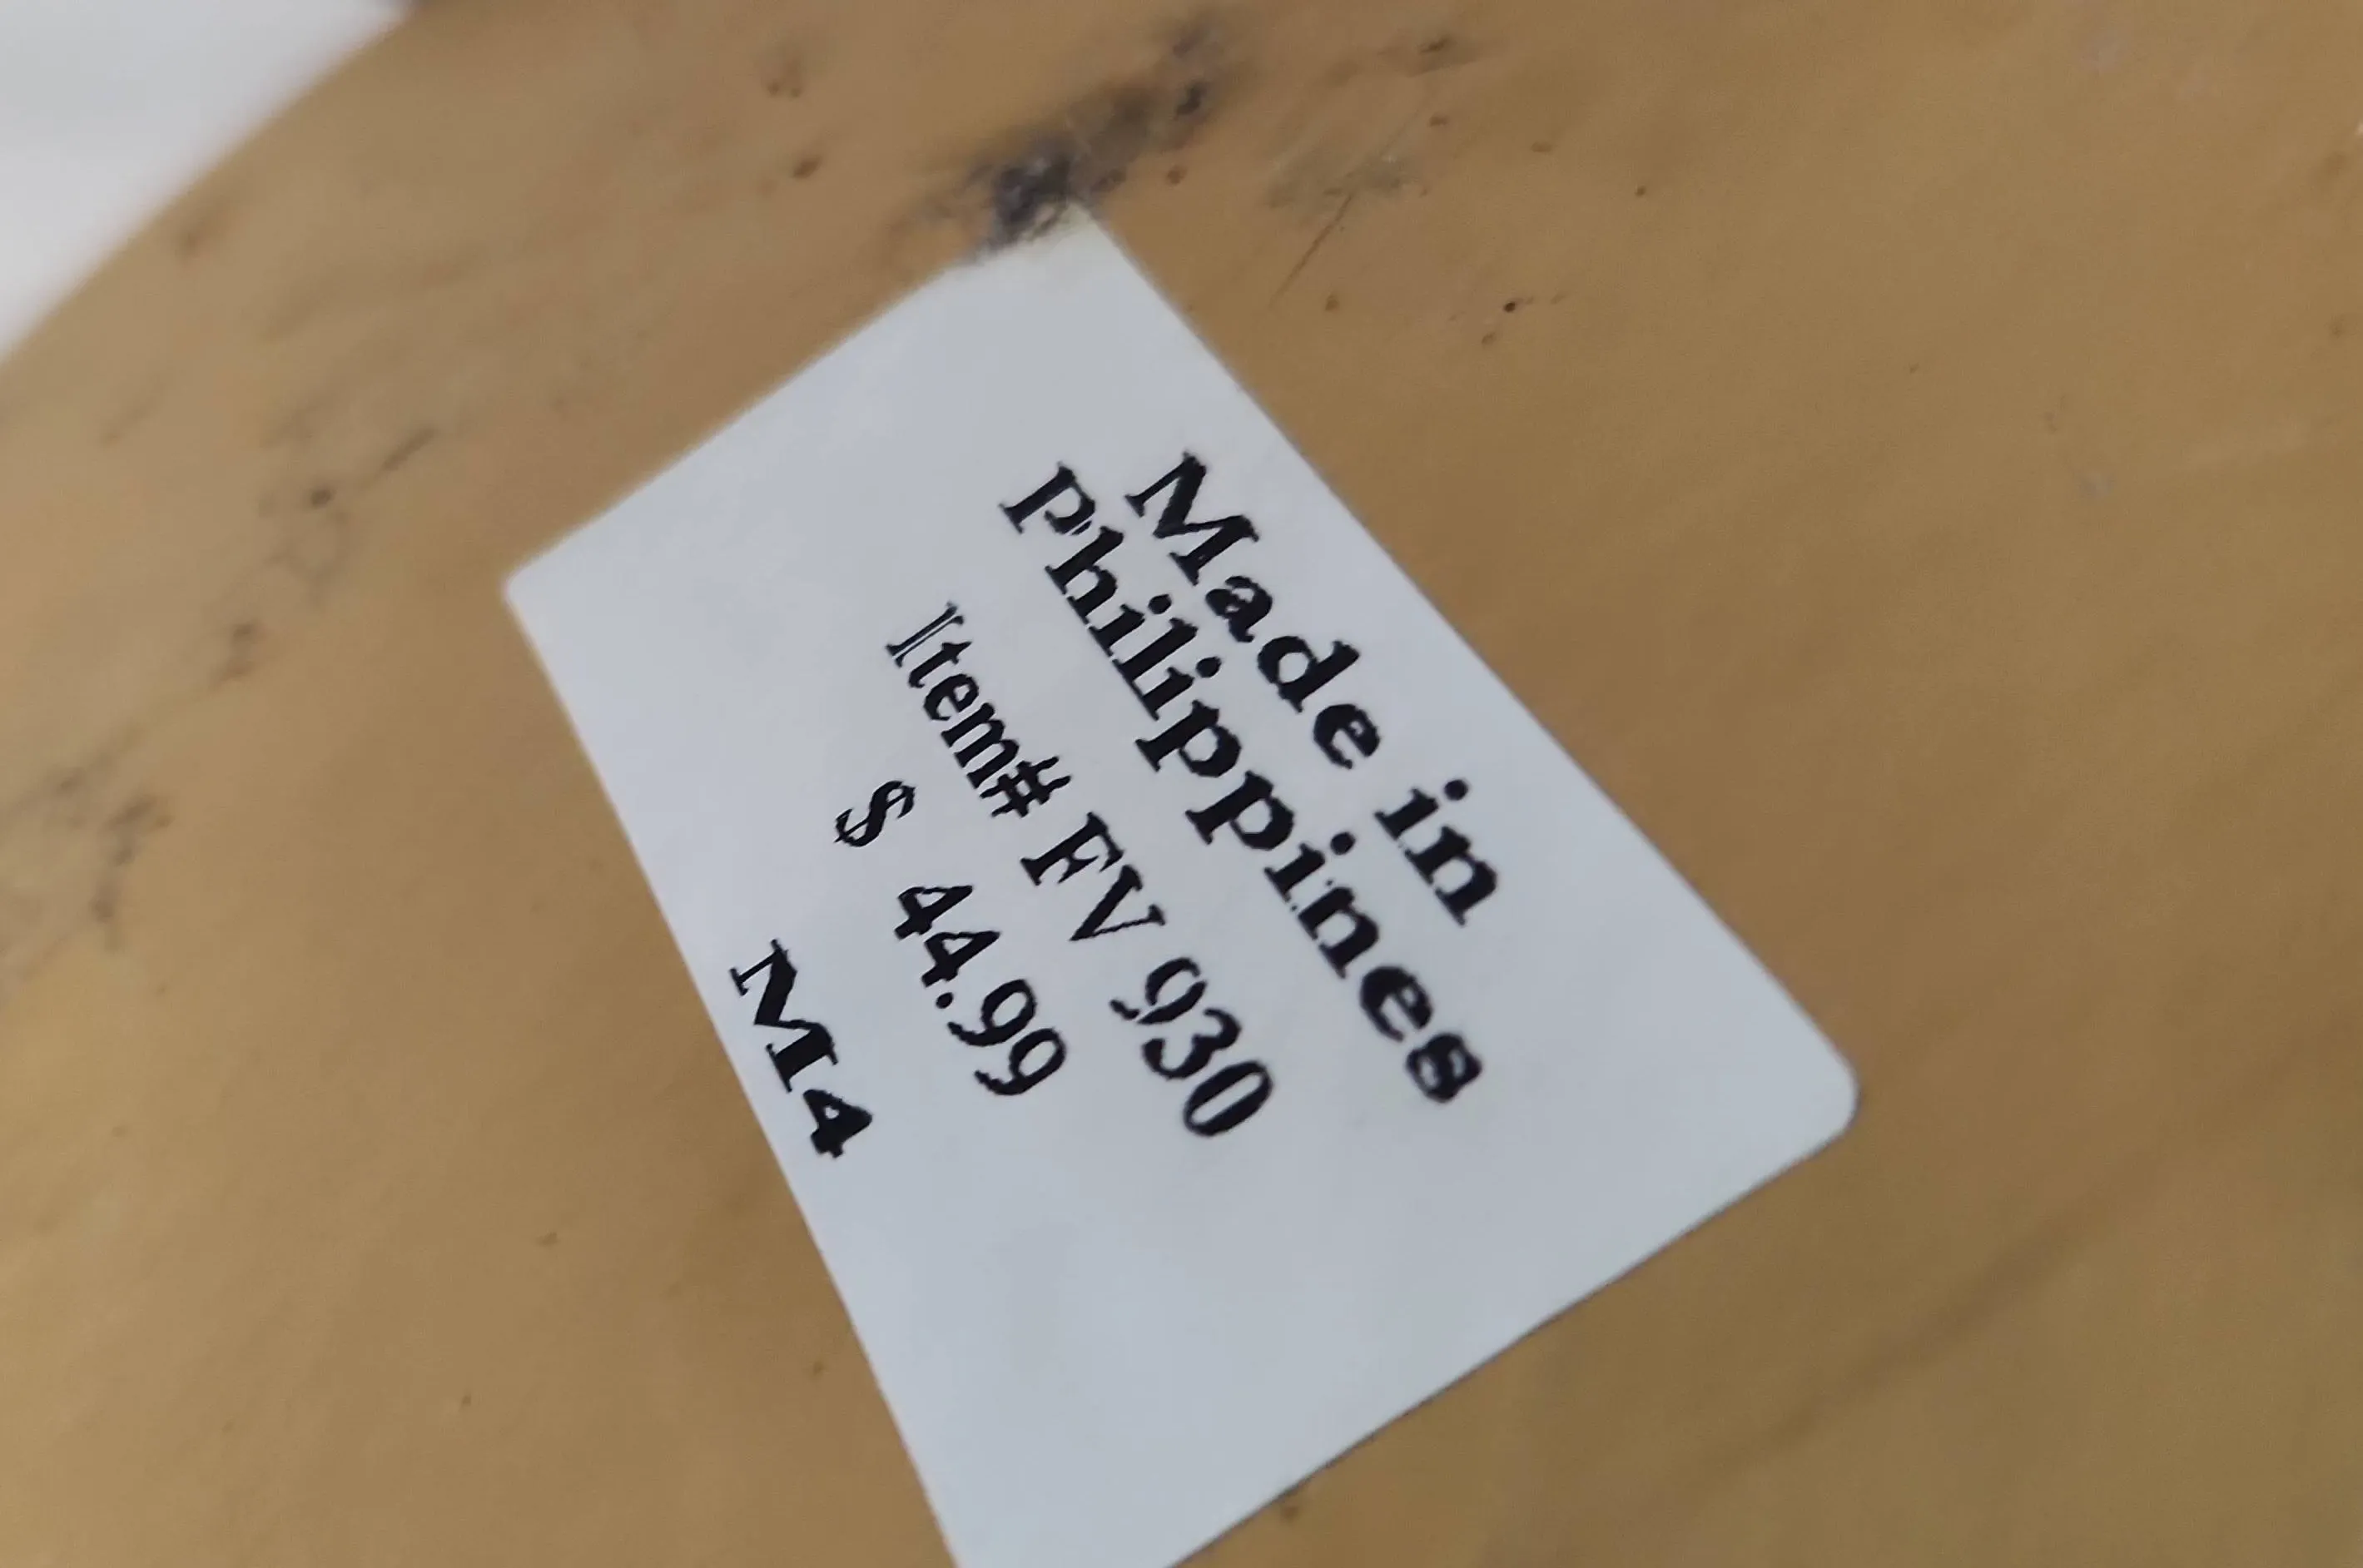 Made in
Philippines
Item# FV 930
$ 44.99
M4